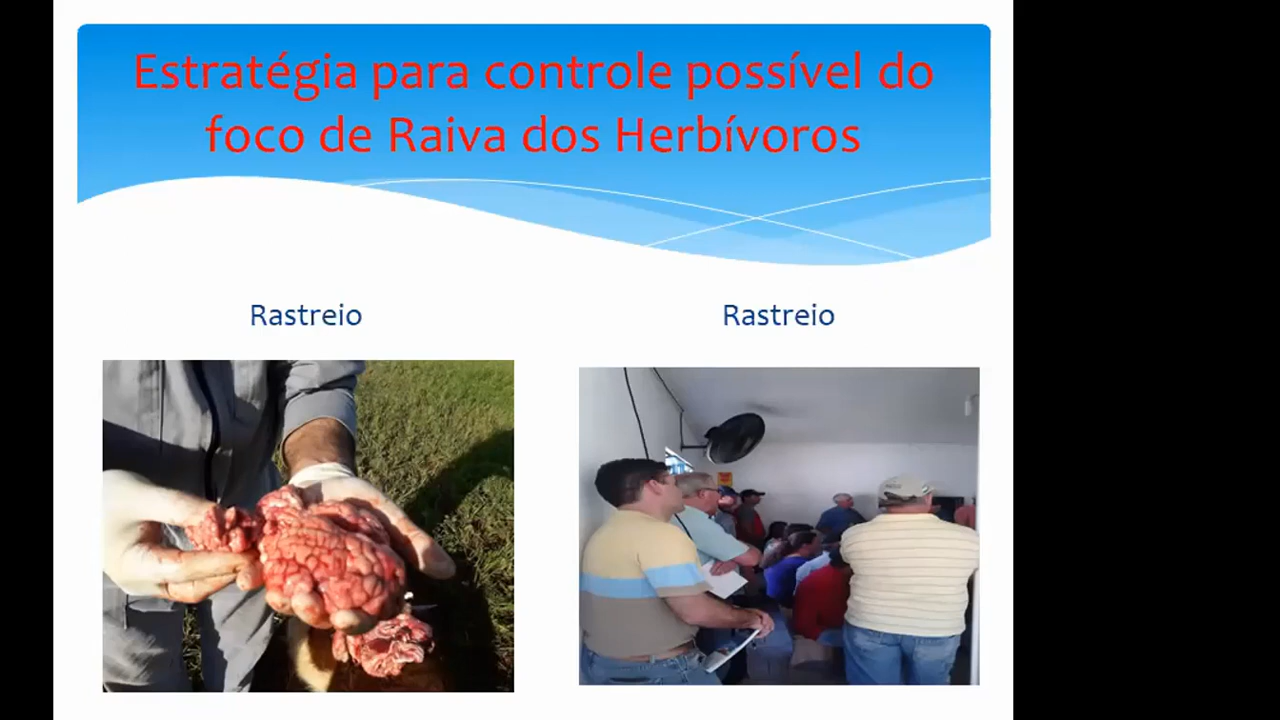 Estratégia para controle possível do
foco de Raiva dos Herbívoros
Rastreio
Rastreio